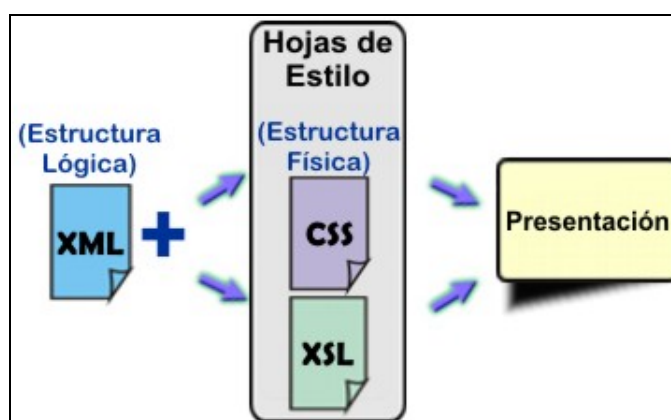 Hojas de
Estilo
(Estructura
Lógica)
XML
(Estructura
Física)
CSS
XSL
Presentación